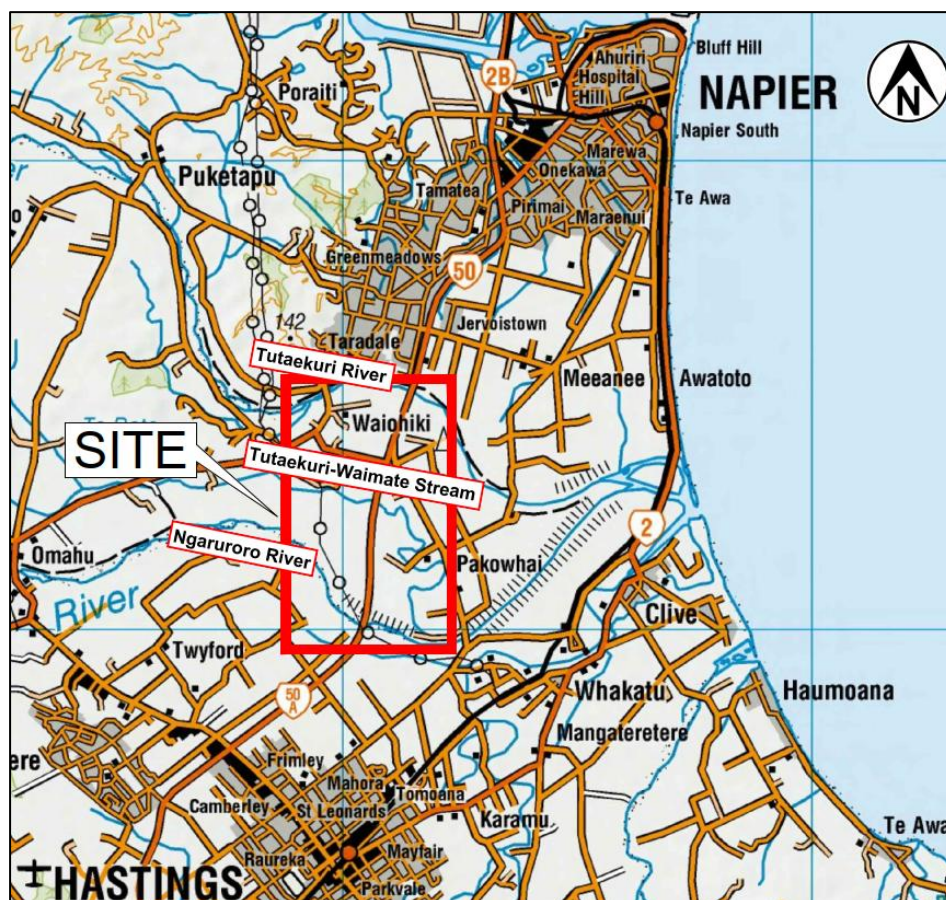 Bluff Hill
2B
Ahuriri
Hospital
Hill
NAPIER
N
Poraiti
Napier South
Marewa
Onekawa
Puketapu
Tamatea
Te Awa
Pirimai
Maraenui
Greenmeadows
50
142
Jervoistown
Taradale
Tutaekuri River
Meeanee
Awatoto
Waiohiki
SITE
Tutaekuri-Waimate Stream
2
Ngaruroro River
Omahu
Pakowhai
River
Clive
Twyford
50
A
Whakatu
Haumoana
Mangateretere
ere
Frimley
Mahora
Tomoana
Camberley
St Leonards
Karamu
Te Awa
Raureka
Mayfair
HASTINGS
Parkvale